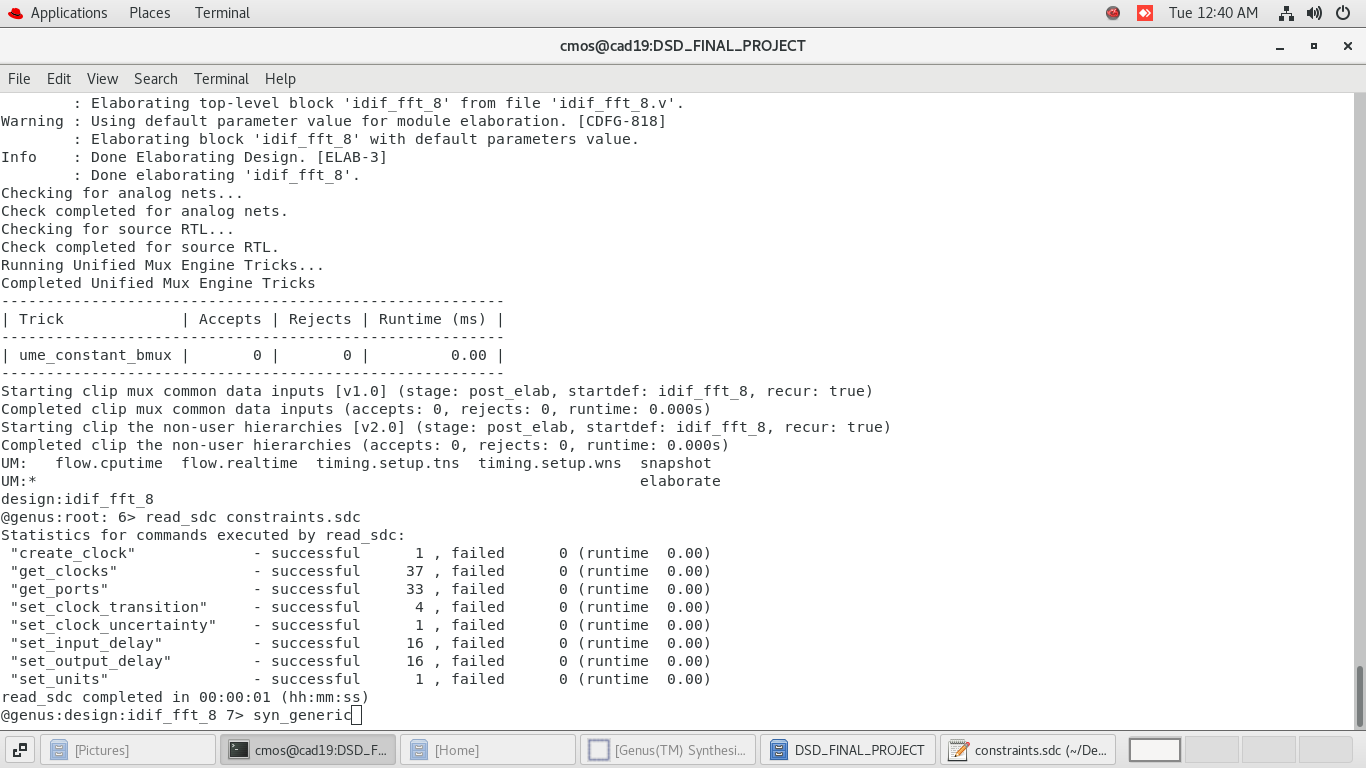 Applications Places Terminal Tue 12:40 AM
cmos@cad19:DSD_FINAL_PROJECT
File Edit View Search Terminal Help
: Elaborating top-level block 'idif_fft_8' from file 'idif_fft_8.v'.
Warning : Using default parameter value for module elaboration. [CDFG-818]
: Elaborating block 'idif_fft_8' with default parameters value.
Info    : Done Elaborating Design. [ELAB-3]
: Done elaborating 'idif_fft_8'.
Checking for analog nets...
Check completed for analog nets.
Checking for source RTL...
Check completed for source RTL.
Running Unified Mux Engine Tricks...
Completed Unified Mux Engine Tricks
--------------------------------------------------------
| Trick             | Accepts | Rejects | Runtime (ms) |
--------------------------------------------------------
| ume_constant_bmux |       0 |       0 |         0.00 |
--------------------------------------------------------
Starting clip mux common data inputs [v1.0] (stage: post_elab, startdef: idif_fft_8, recur: true)
Completed clip mux common data inputs (accepts: 0, rejects: 0, runtime: 0.000s)
Starting clip the non-user hierarchies [v2.0] (stage: post_elab, startdef: idif_fft_8, recur: true)
Completed clip the non-user hierarchies (accepts: 0, rejects: 0, runtime: 0.000s)
UM:   flow.cputime  flow.realtime  timing.setup.tns  timing.setup.wns  snapshot
UM:*                                                                   elaborate
design:idif_fft_8
@genus:root: 6> read_sdc constraints.sdc
Statistics for commands executed by read_sdc:
"create_clock"             - successful      1 , failed      0 (runtime  0.00)
"get_clocks"               - successful     37 , failed      0 (runtime  0.00)
"get_ports"                - successful     33 , failed      0 (runtime  0.00)
"set_clock_transition"     - successful      4 , failed      0 (runtime  0.00)
"set_clock_uncertainty"    - successful      1 , failed      0 (runtime  0.00)
"set_input_delay"          - successful     16 , failed      0 (runtime  0.00)
"set_output_delay"         - successful     16 , failed      0 (runtime  0.00)
"set_units"                - successful      1 , failed      0 (runtime  0.00)
read_sdc completed in 00:00:01 (hh:mm:ss)
@genus:design:idif_fft_8 7> syn_generic
[Pictures] cmos@cad19:DSD_F... [Home] [Genus(TM) Synthesi... DSD_FINAL_PROJECT constraints.sdc (~/De...